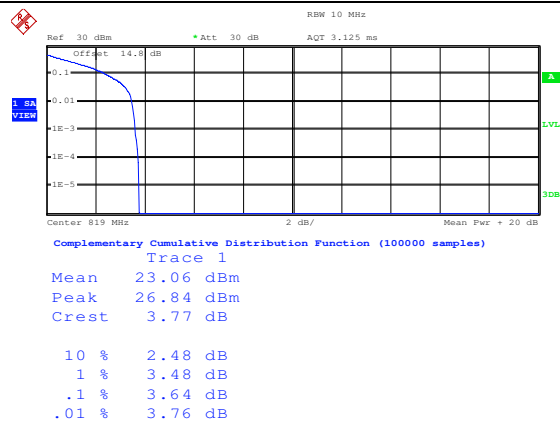 RBW 10 MHz
Ref 30 dBm * Att 30 dB AQT 3.125 ms
Offset 14.8 dB
0.1
A
0.01
1 SA
VIEW
1E-3
LVL
1E-4
1E-5
3DB
Center 819 MHz 2 dB/ Mean Pwr + 20 dB
Complementary Cumulative Distribution Function (100000 samples)
Trace 1
Mean 23.06 dBm
Peak 26.84 dBm
Crest 3.77 dB
10 % 2.48 dB
1 % 3.48 dB
.1 % 3.64 dB
.01 % 3.76 dB